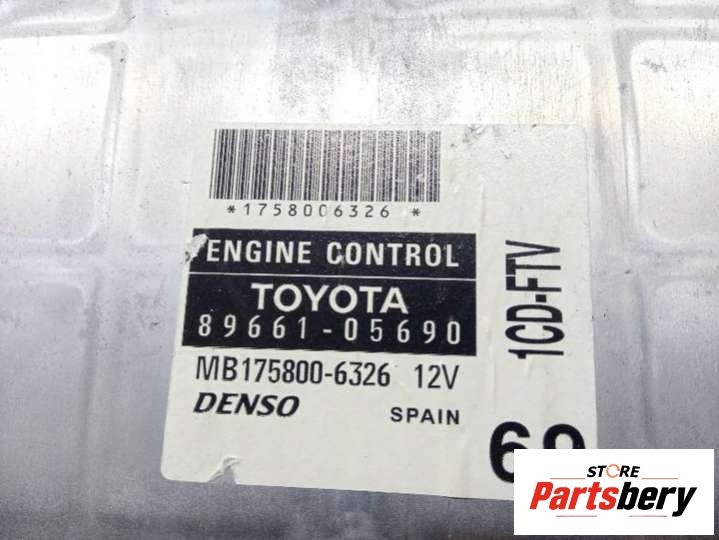 *1758006326*
ENGINE CONTROL
TOYOTA
89661-05690
MB175800-6326 12V
DENSO SPAIN
1CD-FTV
STORE
Partsbery